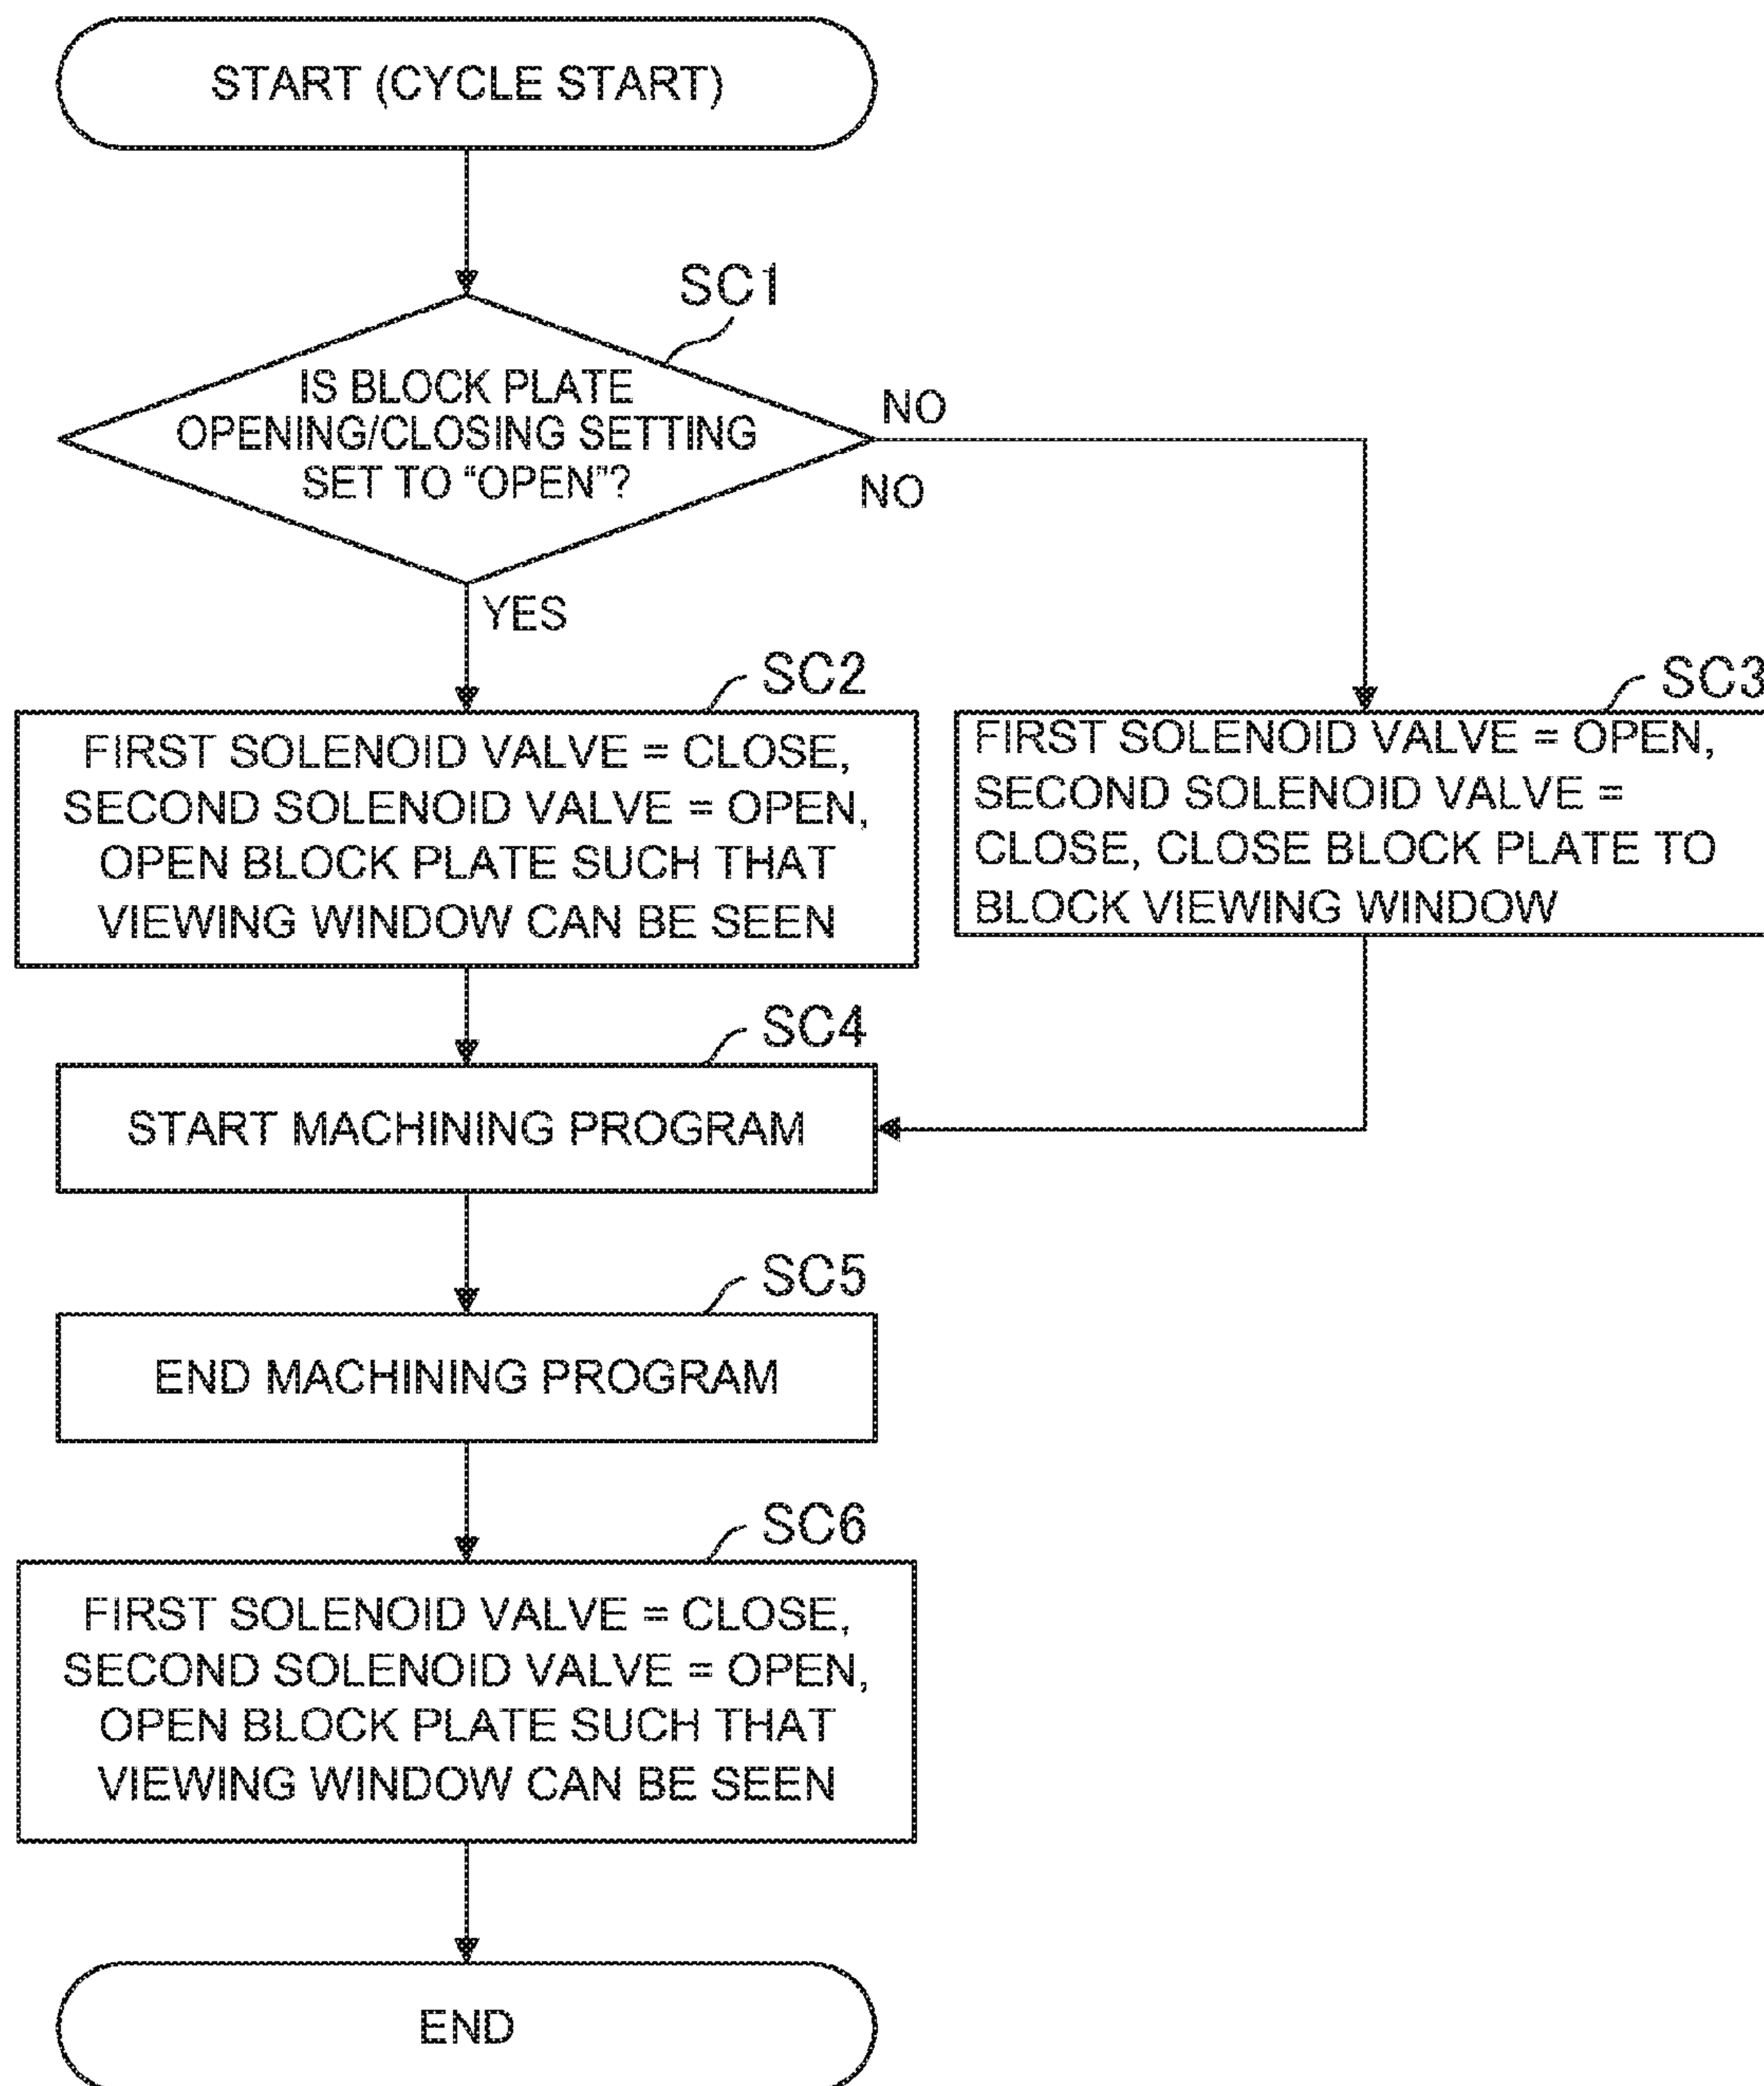 START (CYCLE START)
SC1
IS BLOCK PLATE
OPENING/CLOSING SETTING
SET TO “OPEN”?
NO
NO
YES
SC2
FIRST SOLENOID VALVE = CLOSE,
SECOND SOLENOID VALVE = OPEN,
OPEN BLOCK PLATE SUCH THAT
VIEWING WINDOW CAN BE SEEN
SC3
FIRST SOLENOID VALVE = OPEN,
SECOND SOLENOID VALVE =
CLOSE, CLOSE BLOCK PLATE TO
BLOCK VIEWING WINDOW
SC4
START MACHINING PROGRAM
SC5
END MACHINING PROGRAM
SC6
FIRST SOLENOID VALVE = CLOSE,
SECOND SOLENOID VALVE = OPEN,
OPEN BLOCK PLATE SUCH THAT
VIEWING WINDOW CAN BE SEEN
END